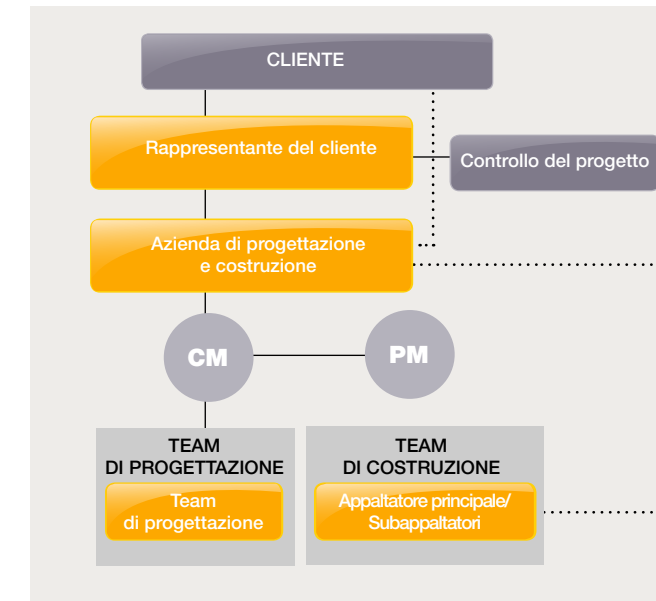 CLIENTE
Rappresentante del cliente
Controllo del progetto
Azienda di progettazione
e costruzione
CM
PM
TEAM
DI PROGETTAZIONE
Team
di progettazione
TEAM
DI COSTRUZIONE
Appaltatore principale/
Subappaltatori